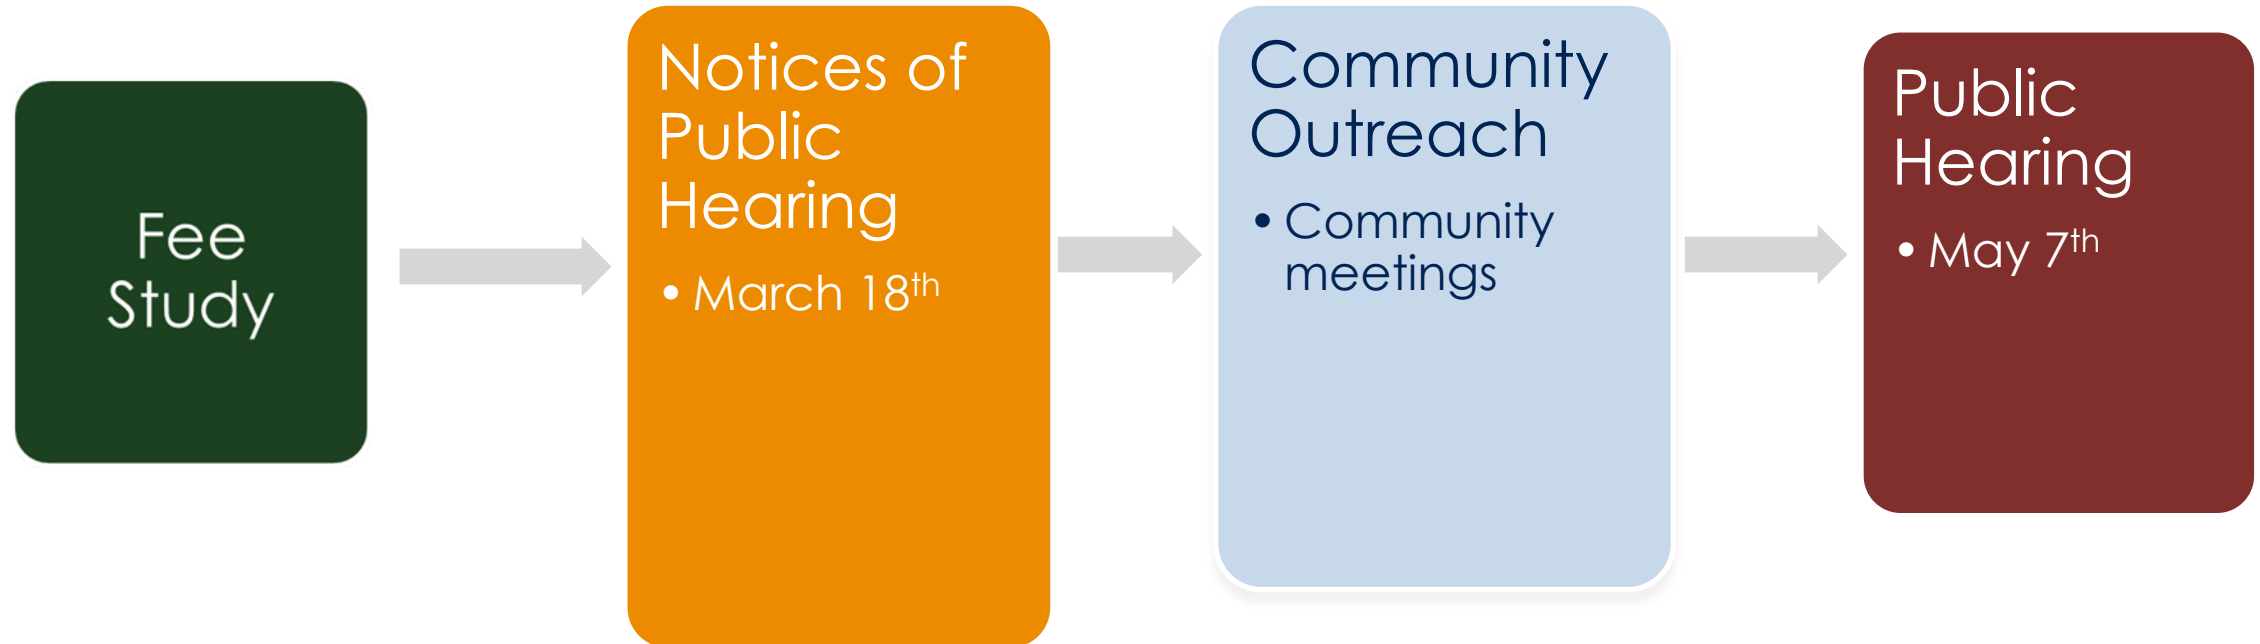 Fee
Study
Notices of
Public
Hearing
• March 18th
Community
Outreach
• Community
meetings
Public
Hearing
• May 7th